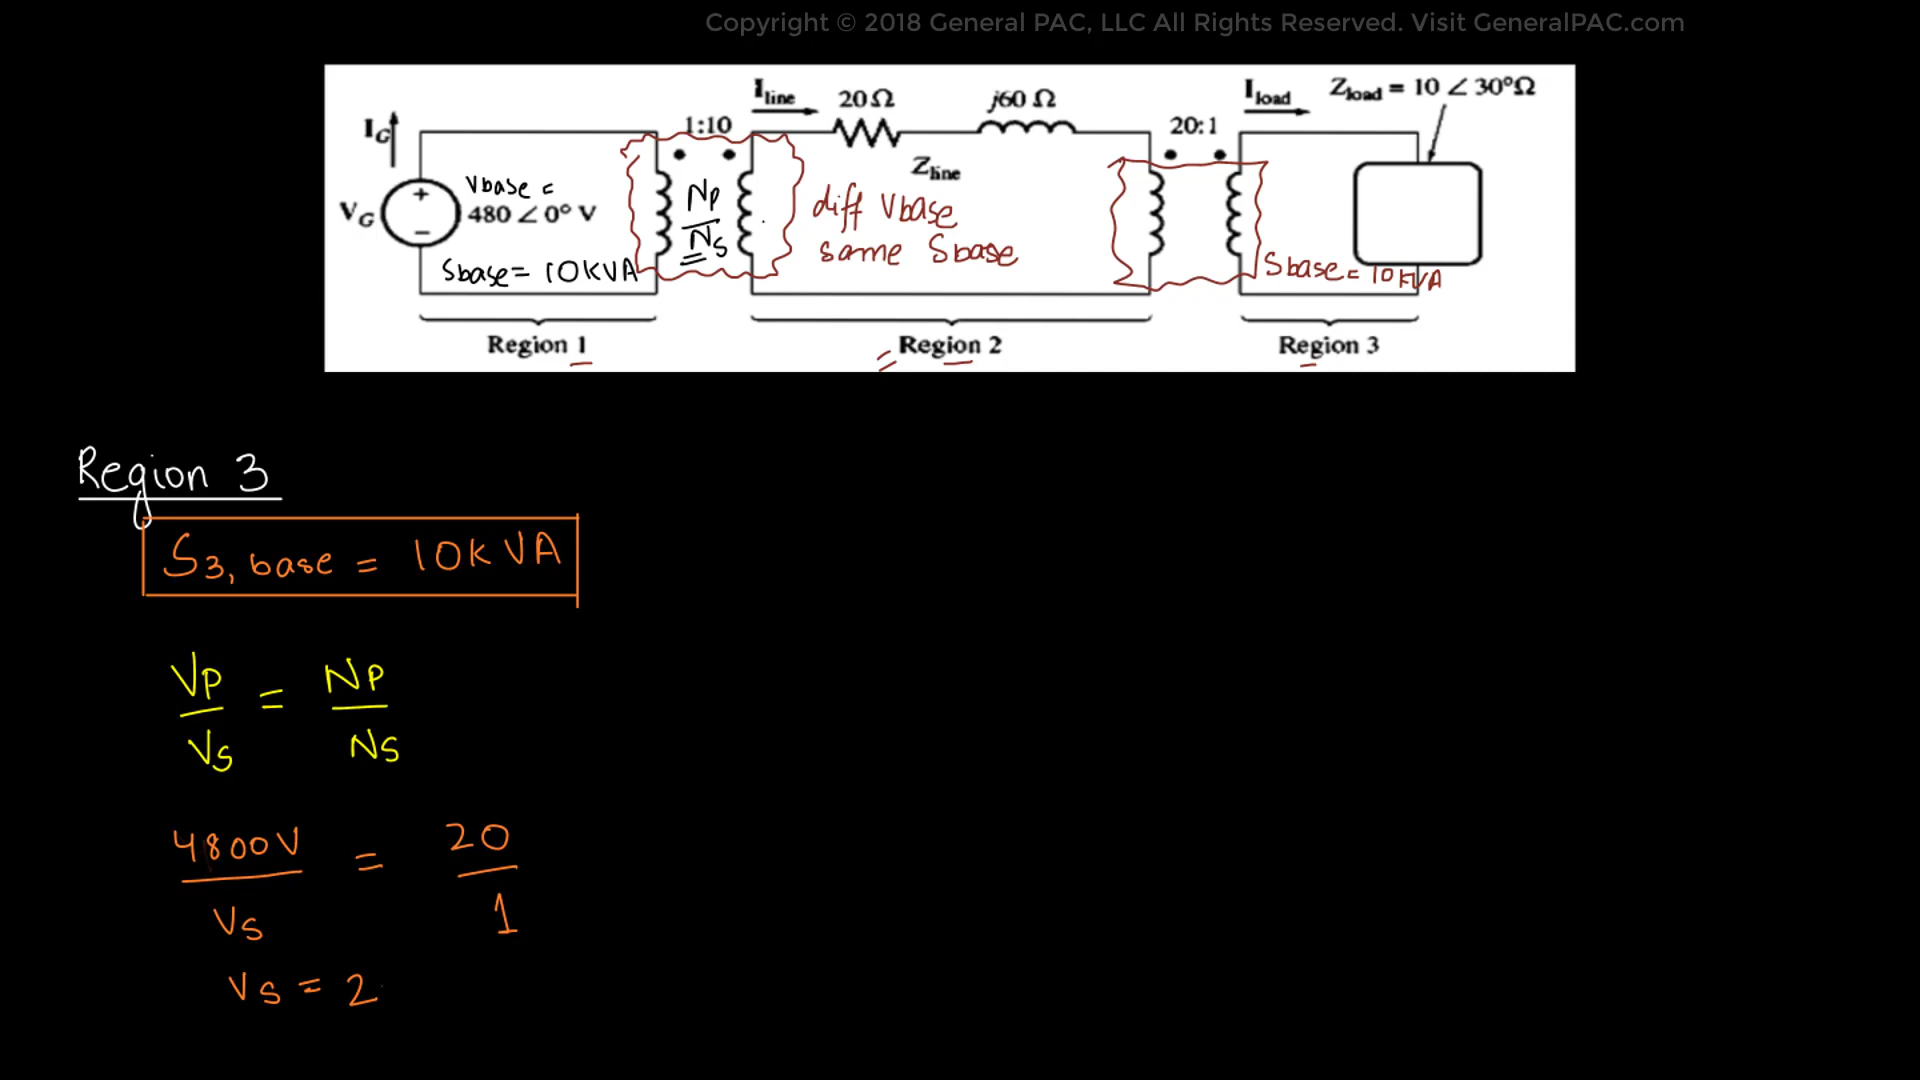 Copyright © 2018 General PAC, LLC All Rights Reserved. Visit GeneralPAC.com
I_line 20 Ω j60 Ω I_load Z_load = 10 ∠ 30°Ω
I_G 1:10 20:1
Z_line
V_G + − Vbase =
480 ∠ 0° V
Np
Ns
diff Vbase
same Sbase
Sbase = 10KVA
Sbase = 10KVA
Region 1 Region 2 Region 3
Region 3
S3, base = 10KVA
Vp = Np
Vs Ns
4800V = 20
Vs 1
Vs = 2